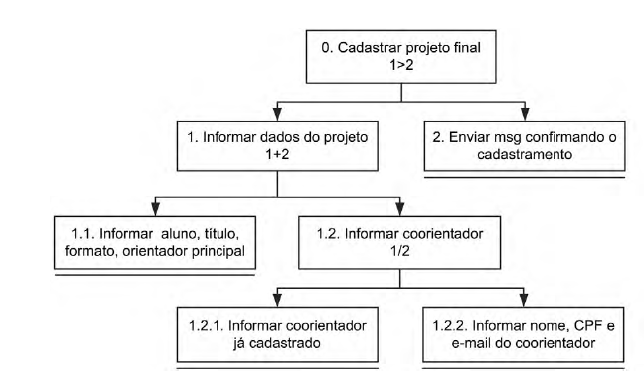 0. Cadastrar projeto final
1>2
1. Informar dados do projeto
1+2
2. Enviar msg confirmando o
cadastramento
1.1. Informar aluno, título,
formato, orientador principal
1.2. Informar coorientador
1/2
1.2.1. Informar coorientador
já cadastrado
1.2.2. Informar nome, CPF e
e-mail do coorientador